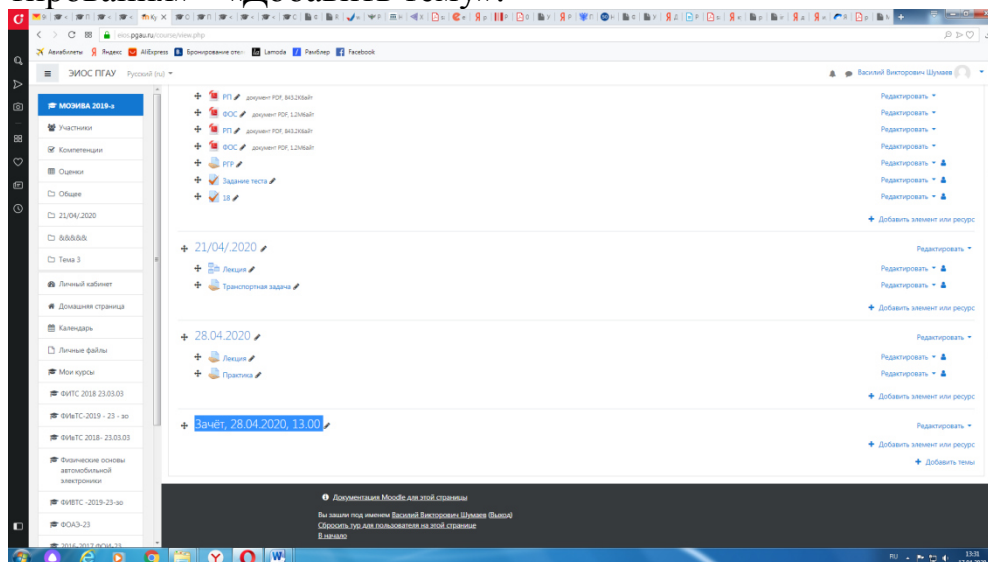 тирования» - «Добавить тему».
eios.pgau.ru/course/view.php
Авиабилеты Яндекс AliExpress Lamoda Рамблер Facebook
ЭИОС ПГАУ Русский (ru)
Василий Викторович Шумаев
МОЭИВА 2019-з
Участники
Компетенции
Оценки
Общее
21/04/.2020
&&&&&
Тема 3
Личный кабинет
Домашняя страница
Календарь
Личные файлы
Мои курсы
ФИТС 2018 23.03.03
ФИвТС-2019 - 23 - зо
ФИвТС 2018- 23.03.03
Физические основы
автомобильной
электроники
ФИВТС -2019-23-зо
ФОАЭ-23
РП документ PDF, 843.2Кбайт Редактировать
ФОС документ PDF, 1.2Мбайт Редактировать
РП документ PDF, 843.2Кбайт Редактировать
ФОС документ PDF, 1.2Мбайт Редактировать
РГР Редактировать
Задание теста Редактировать
18 Редактировать
Добавить элемент или ресурс
21/04/.2020 Редактировать
Лекция Редактировать
Транспортная задача Редактировать
Добавить элемент или ресурс
28.04.2020 Редактировать
Лекция Редактировать
Практика Редактировать
Добавить элемент или ресурс
Зачёт, 28.04.2020, 13.00 Редактировать
Добавить элемент или ресурс
Добавить темы
Документация Moodle для этой страницы
Вы зашли под именем Василий Викторович Шумаев (Выход)
Сбросить тур для пользователя на этой странице
В начало
RU 13:31